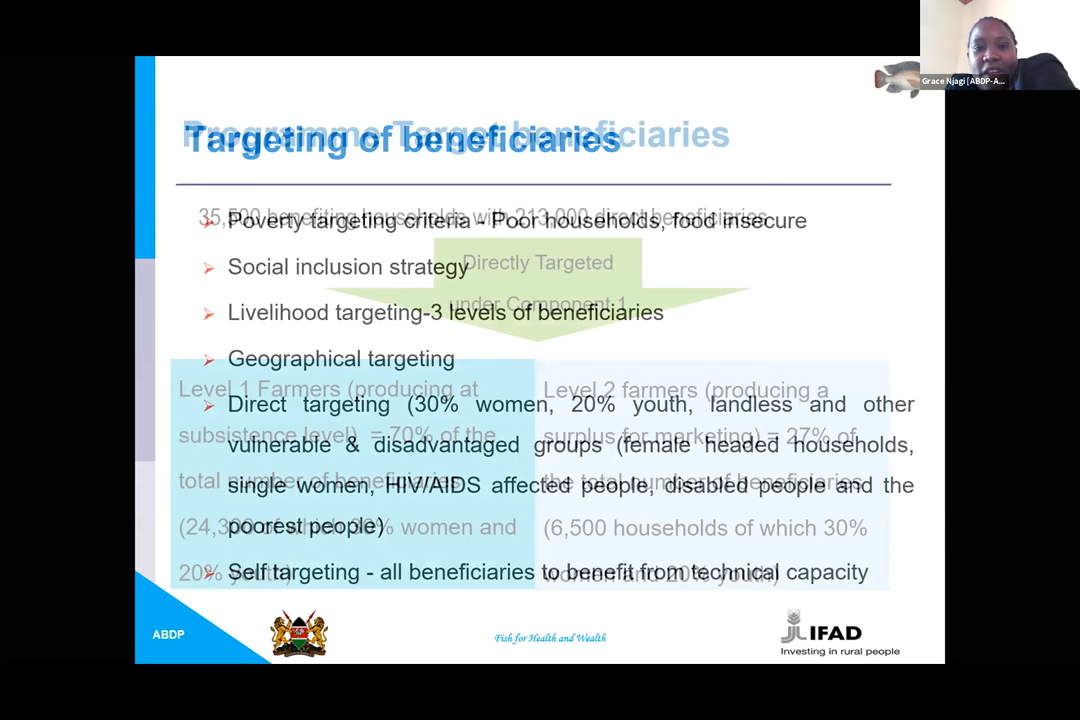 Grace Njagi [ABDP-A...
Programme Target beneficiaries
Targeting of beneficiaries
35,500 benefiting households with 213,000 direct beneficiaries
Poverty targeting criteria - Poor households, food insecure
Directly Targeted
Social inclusion strategy
under Component 1
Livelihood targeting-3 levels of beneficiaries
Geographical targeting
Level 1 Farmers (producing at
subsistence level) = 70% of the
total number of beneficiaries
(24,300 of which 30% women and
20% youth)
Level 2 farmers (producing a
surplus for marketing) = 27% of
the total number of beneficiaries
(6,500 households of which 30%
women and 20% youth)
Direct targeting (30% women, 20% youth, landless and other
vulnerable & disadvantaged groups (female headed households,
single women, HIV/AIDS affected people, disabled people and the
poorest people)
Self targeting - all beneficiaries to benefit from technical capacity
ABDP
Fish for Health and Wealth
IFAD
Investing in rural people